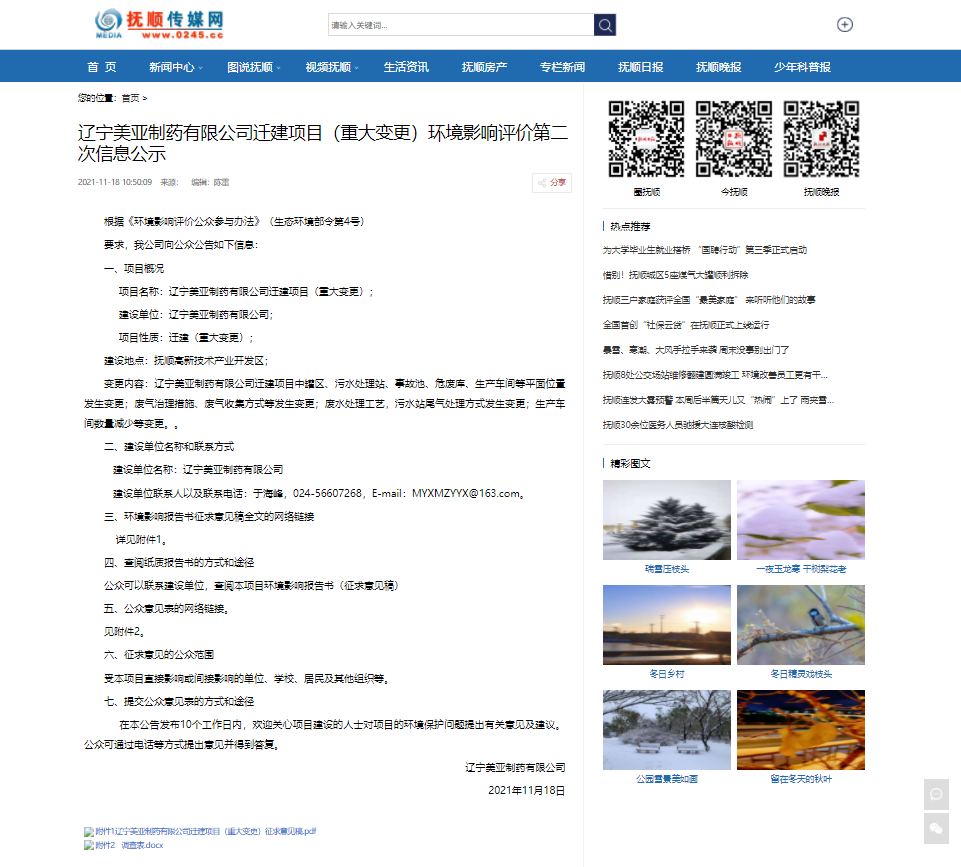 抚顺传媒网
MEDIA
www.0245.cc
请输入关键词...
首 页 新闻中心 图说抚顺 视频抚顺 生活资讯 抚顺房产 专栏新闻 抚顺日报 抚顺晚报 少年科普报
您的位置：首页 >
辽宁美亚制药有限公司迁建项目（重大变更）环境影响评价第二
次信息公示
2021-11-18 10:50:09 来源： 编辑：陈雷
分享
根据《环境影响评价公众参与办法》（生态环境部令第4号）
要求，我公司向公众公告如下信息：
一、项目概况
项目名称：辽宁美亚制药有限公司迁建项目（重大变更）；
建设单位：辽宁美亚制药有限公司；
项目性质：迁建（重大变更）；
建设地点：抚顺高新技术产业开发区；
变更内容：辽宁美亚制药有限公司迁建项目中罐区、污水处理站、事故池、危废库、生产车间等平面位置
发生变更；废气治理措施、废气收集方式等发生变更；废水处理工艺，污水站尾气处理方式发生变更；生产车
间数量减少等变更。。
二、建设单位名称和联系方式
建设单位名称：辽宁美亚制药有限公司
建设单位联系人以及联系电话：于海峰，024-56607268，E-mail：MYXMZYYX@163.com。
三、环境影响报告书征求意见稿全文的网络链接
详见附件1。
四、查阅纸质报告书的方式和途径
公众可以联系建设单位，查阅本项目环境影响报告书（征求意见稿）
五、公众意见表的网络链接。
见附件2。
六、征求意见的公众范围
受本项目直接影响或间接影响的单位、学校、居民及其他组织等。
七、提交公众意见表的方式和途径
在本公告发布10个工作日内，欢迎关心项目建设的人士对项目的环境保护问题提出有关意见及建议。
公众可通过电话等方式提出意见并得到答复。
辽宁美亚制药有限公司
2021年11月18日
附件1辽宁美亚制药有限公司迁建项目（重大变更）征求意见稿.pdf
附件2 调查表.docx
圈抚顺 今抚顺 抚顺晚报
热点推荐
为大学毕业生就业搭桥 “国聘行动”第三季正式启动
惜别！抚顺城区5座煤气大罐顺利拆除
抚顺三户家庭获评全国“最美家庭” 来听听他们的故事
全国首创“社保云贷”在抚顺正式上线运行
暴雪、寒潮、大风手拉手来袭 周末没事别出门了
抚顺8处公交场站维修翻建圆满竣工 环境改善员工更有干...
抚顺连发大雾预警 本周后半篇天儿又“热闹”上了 雨夹雪...
抚顺30余位医务人员驰援大连核酸检测
精彩图文
瑞雪压枝头 一夜玉龙寒 千树梨花老
冬日乡村 冬日精灵戏枝头
公园雪景美如画 留在冬天的秋叶